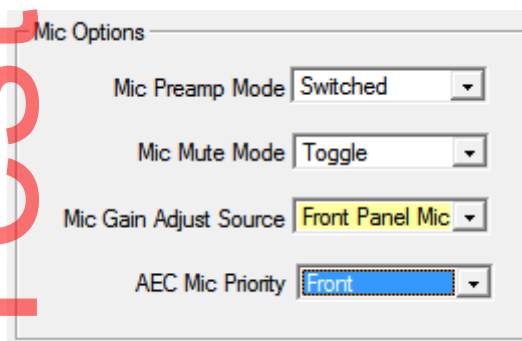 Mic Options
Mic Preamp Mode Switched
Mic Mute Mode Toggle
Mic Gain Adjust Source Front Panel Mic
AEC Mic Priority Front